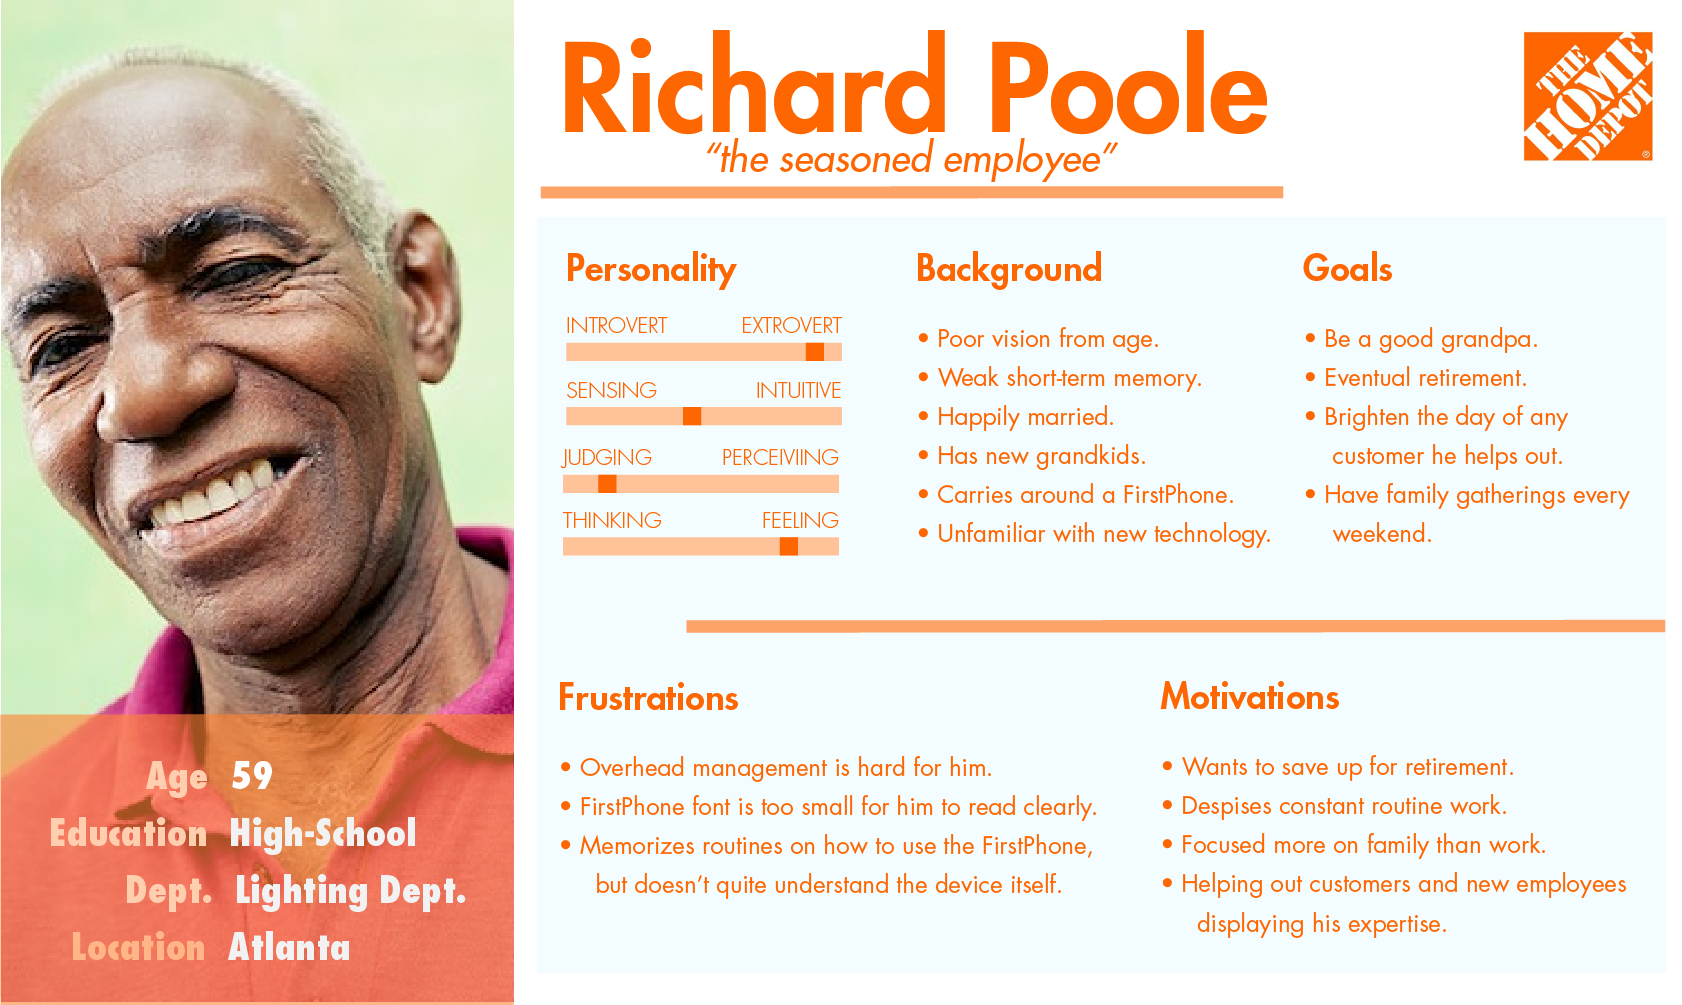 Richard Poole
“the seasoned employee”
THE
HOME
DEPOT
®
Personality
INTROVERT EXTROVERT
SENSING INTUITIVE
JUDGING PERCEIVIING
THINKING FEELING
Background
• Poor vision from age.
• Weak short-term memory.
• Happily married.
• Has new grandkids.
• Carries around a FirstPhone.
• Unfamiliar with new technology.
Goals
• Be a good grandpa.
• Eventual retirement.
• Brighten the day of any
customer he helps out.
• Have family gatherings every
weekend.
Frustrations
• Overhead management is hard for him.
• FirstPhone font is too small for him to read clearly.
• Memorizes routines on how to use the FirstPhone,
but doesn’t quite understand the device itself.
Motivations
• Wants to save up for retirement.
• Despises constant routine work.
• Focused more on family than work.
• Helping out customers and new employees
displaying his expertise.
Age 59
Education High-School
Dept. Lighting Dept.
Location Atlanta